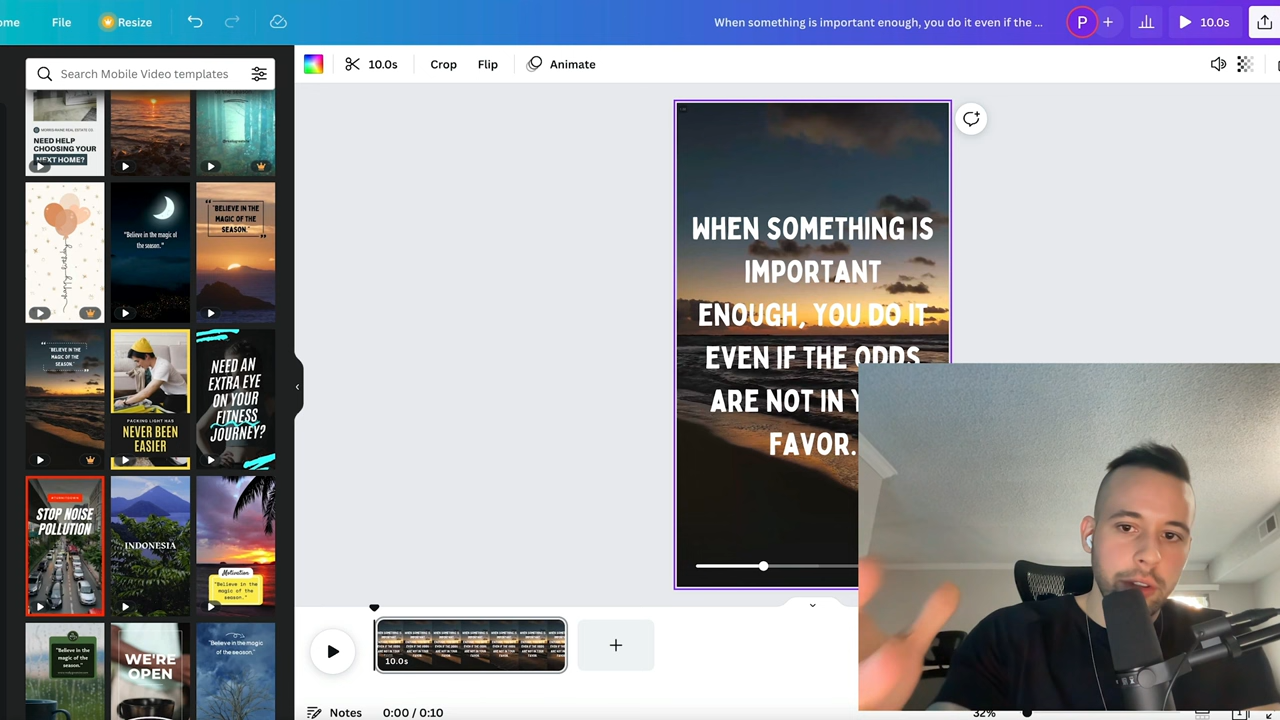 ome
File
Resize
When something is important enough, you do it even if the ...
P
10.0s
Search Mobile Video templates
10.0s
Crop
Flip
Animate
NEED HELP
CHOOSING YOUR
NEXT HOME?
"BELIEVE IN THE
MAGIC OF THE
SEASON."
"Believe in the magic of
the season."
happy birthday
"BELIEVE IN THE
MAGIC OF THE
SEASON."
PACKING LIGHT HAS
NEVER BEEN
EASIER
NEED AN
EXTRA EYE
ON YOUR
FITNESS
JOURNEY?
STOP NOISE
POLLUTION
INDONESIA
Motivation
"Believe in the
magic of the
season."
"Believe in the
magic of the
season."
WE'RE
OPEN
"Believe in the magic
of the season."
WHEN SOMETHING IS
IMPORTANT
ENOUGH, YOU DO IT
EVEN IF THE ODDS
ARE NOT IN Y
FAVOR.
10.0s
Notes
0:00 / 0:10
32%